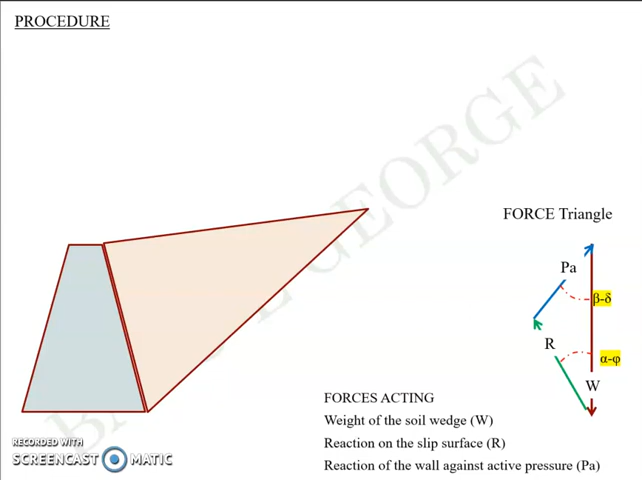 PROCEDURE
FORCE Triangle
Pa
β-δ
R
α-φ
W
FORCES ACTING
Weight of the soil wedge (W)
Reaction on the slip surface (R)
Reaction of the wall against active pressure (Pa)
RECORDED WITH
SCREENCAST MATIC
GEORGE